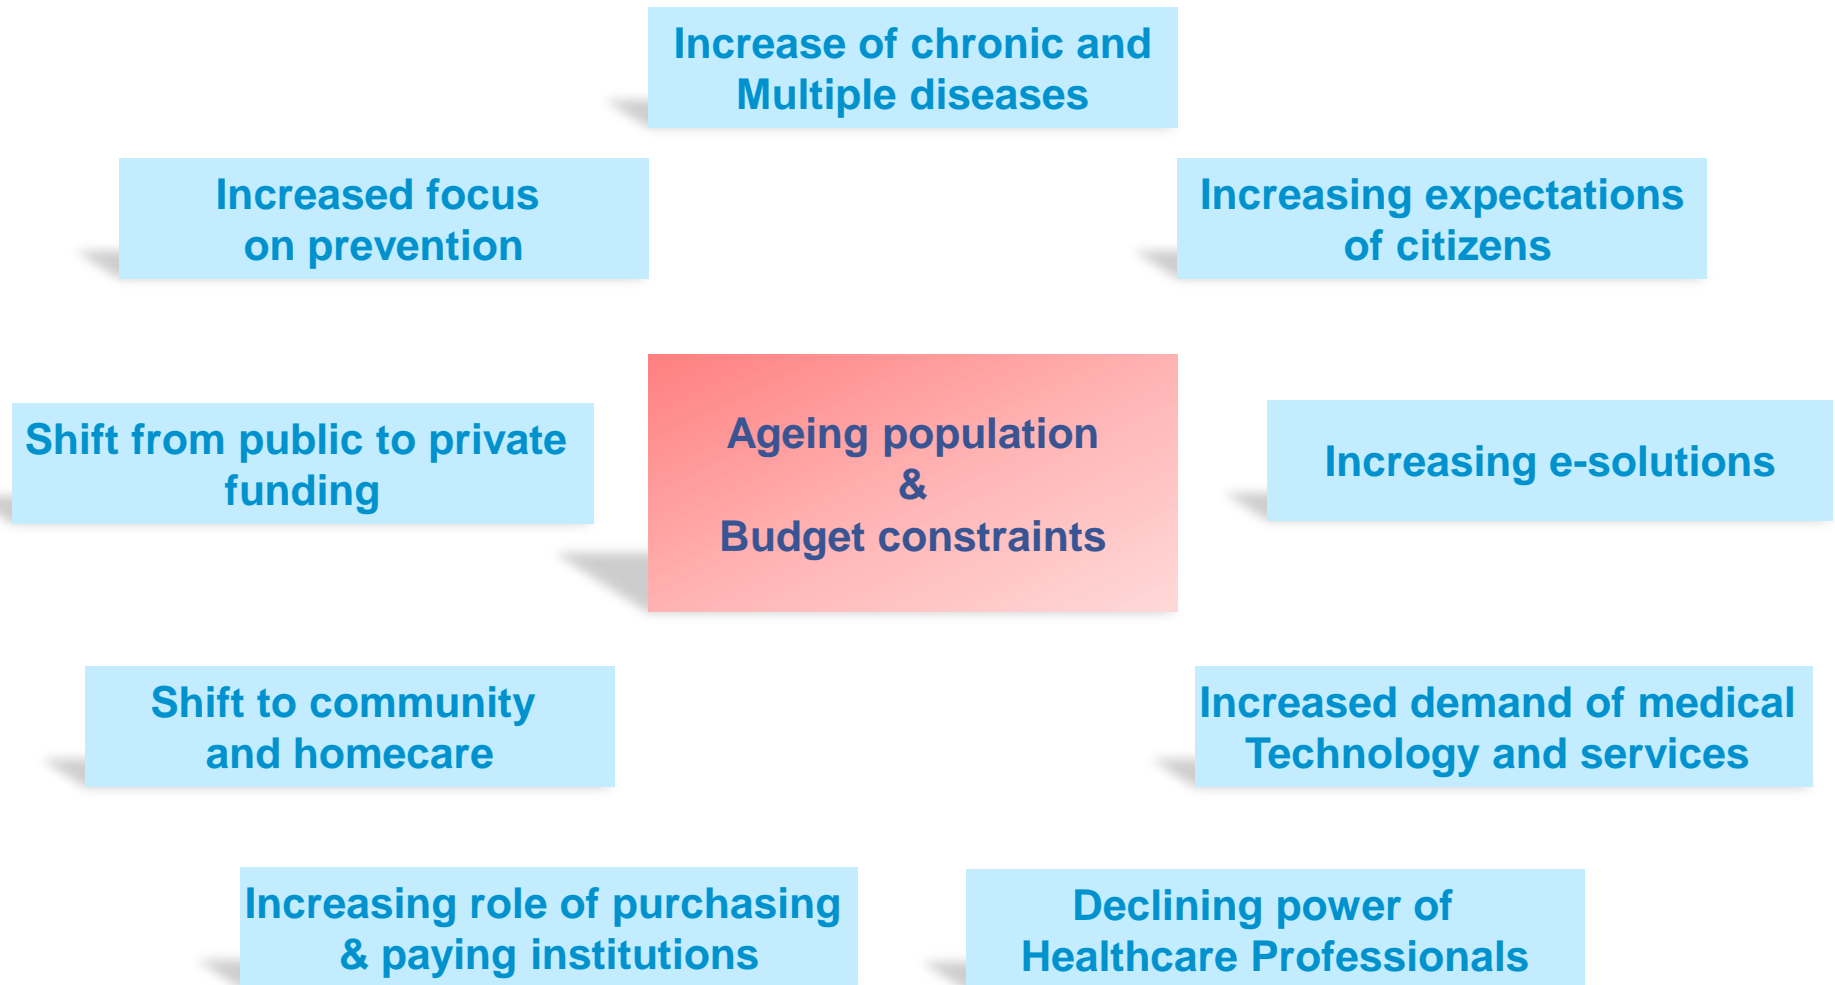 Increase of chronic and
Multiple diseases
Increased focus
on prevention
Increasing expectations
of citizens
Shift from public to private
funding
Ageing population
&
Budget constraints
Increasing e-solutions
Shift to community
and homecare
Increased demand of medical
Technology and services
Increasing role of purchasing
& paying institutions
Declining power of
Healthcare Professionals